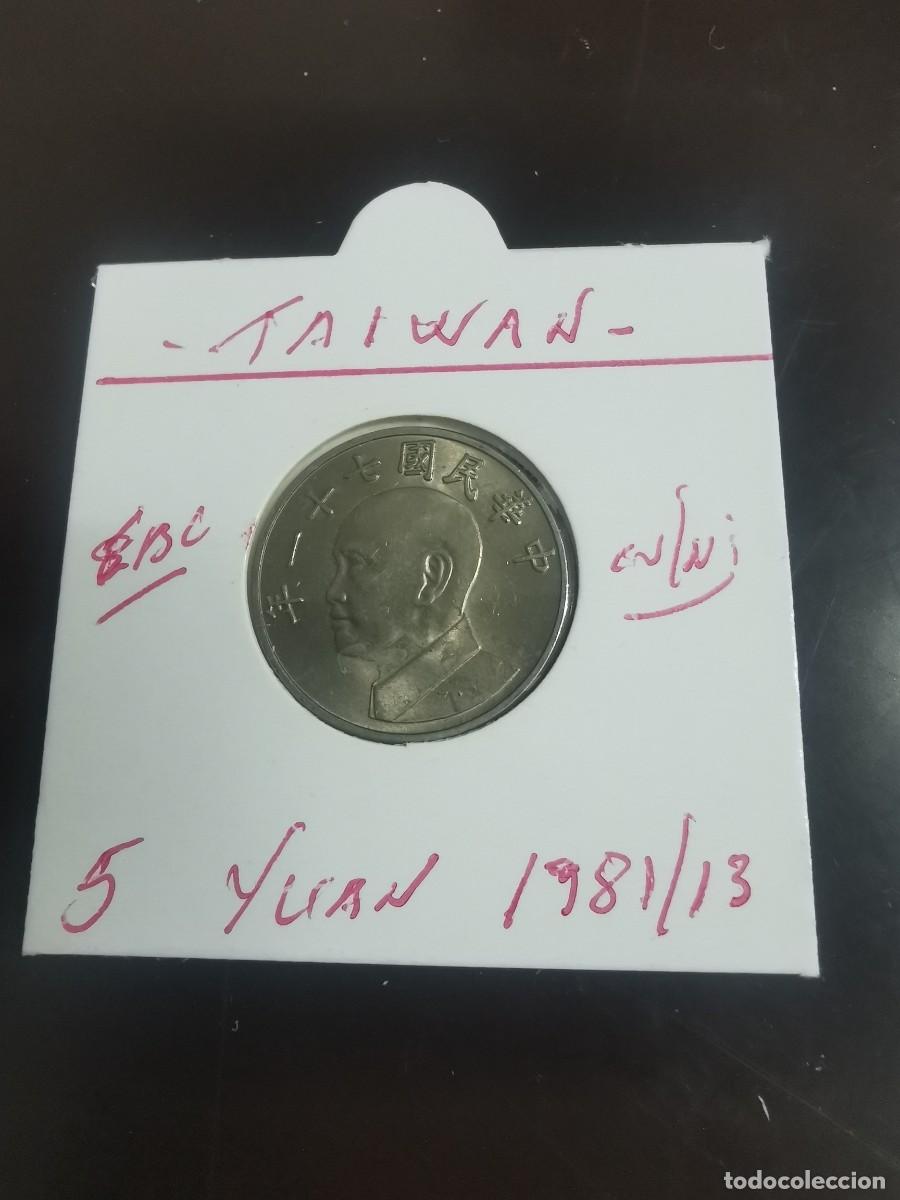 - TAIWAN -
中華民國七十一年
EBC
cu/Ni
5 YUAN 1981/13
todocoleccion